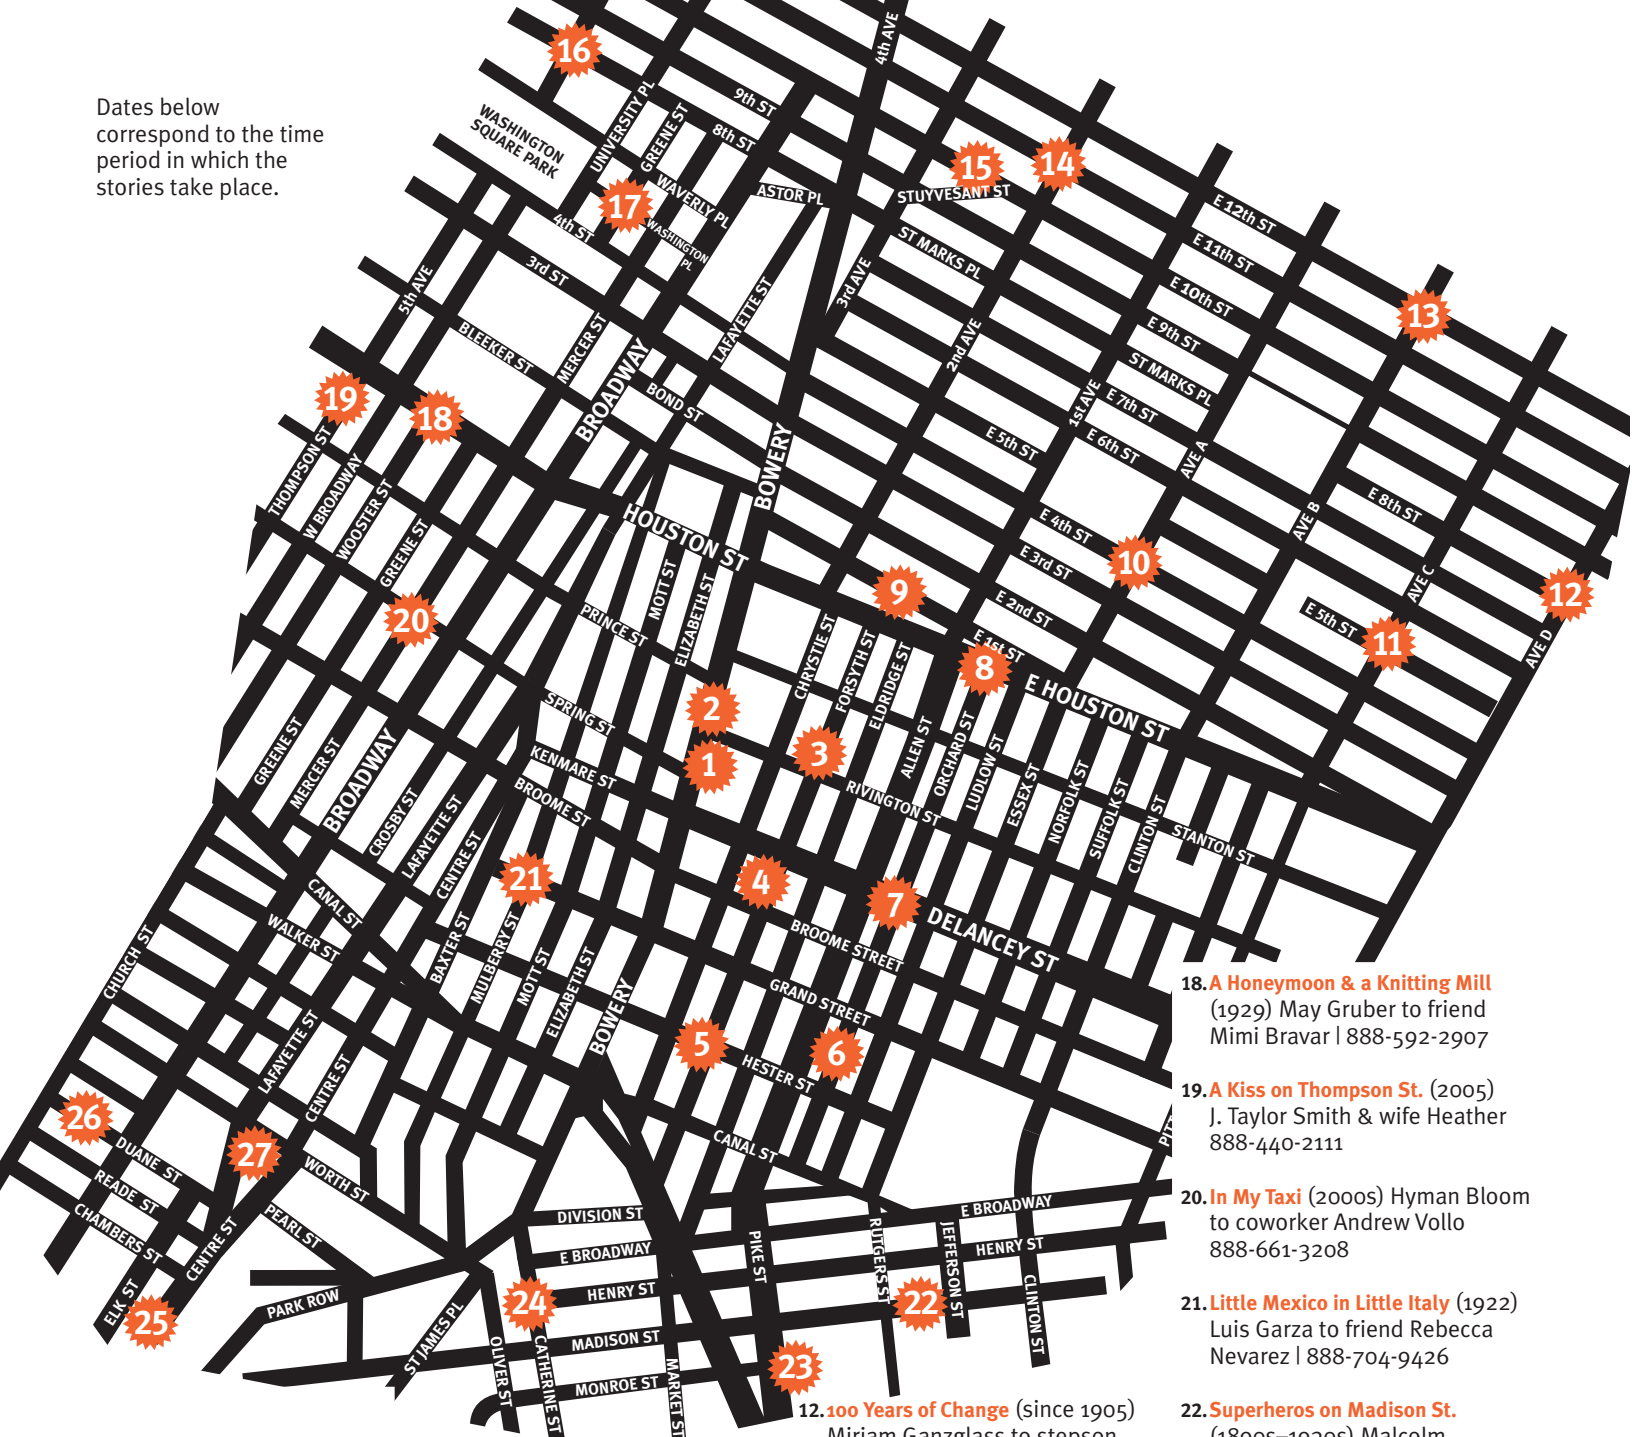 Dates below
correspond to the time
period in which the
stories take place.
16
WASHINGTON
SQUARE PARK
UNIVERSITY PL
GREENE ST
9th ST
8th ST
4th AVE
15
14
17
WAVERLY PL
WASHINGTON
PL
ASTOR PL
STUYVESANT ST
E 12th ST
E 11th ST
E 10th ST
E 9th ST
ST MARKS PL
ST MARKS PL
4th ST
3rd ST
5th AVE
BLEEKER ST
MERCER ST
BROADWAY
LAFAYETTE ST
3rd AVE
2nd AVE
1st AVE
13
E 7th ST
E 6th ST
E 5th ST
AVE A
AVE B
E 8th ST
BOND ST
BOWERY
19
18
THOMPSON ST
W BROADWAY
WOOSTER ST
GREENE ST
HOUSTON ST
MOTT ST
ELIZABETH ST
E 4th ST
E 3rd ST
E 2nd ST
E 1st ST
10
9
AVE C
12
E 5th ST
11
AVE D
20
PRINCE ST
CHRYSTIE ST
FORSYTH ST
ELDRIDGE ST
8
E HOUSTON ST
2
1
3
SPRING ST
KENMARE ST
BROOME ST
GREENE ST
MERCER ST
BROADWAY
CROSBY ST
LAFAYETTE ST
CENTRE ST
ALLEN ST
ORCHARD ST
LUDLOW ST
ESSEX ST
NORFOLK ST
SUFFOLK ST
CLINTON ST
RIVINGTON ST
STANTON ST
21
4
7
DELANCEY ST
CANAL ST
WALKER ST
CHURCH ST
BAXTER ST
MULBERRY ST
MOTT ST
ELIZABETH ST
BOWERY
BROOME STREET
GRAND STREET
5
6
HESTER ST
LAFAYETTE ST
CENTRE ST
26
27
DUANE ST
READE ST
CHAMBERS ST
WORTH ST
PEARL ST
CENTRE ST
ELK ST
25
PARK ROW
ST JAMES PL
CANAL ST
DIVISION ST
E BROADWAY
E BROADWAY
HENRY ST
HENRY ST
24
MADISON ST
MONROE ST
OLIVER ST
CATHERINE ST
MARKET ST
PIKE ST
RUTGERS ST
JEFFERSON ST
CLINTON ST
22
23
18. A Honeymoon & a Knitting Mill
(1929) May Gruber to friend
Mimi Bravar | 888-592-2907
19. A Kiss on Thompson St. (2005)
J. Taylor Smith & wife Heather
888-440-2111
20. In My Taxi (2000s) Hyman Bloom
to coworker Andrew Vollo
888-661-3208
21. Little Mexico in Little Italy (1922)
Luis Garza to friend Rebecca
Nevarez | 888-704-9426
12. 100 Years of Change (since 1905)
Miriam Ganzglass to stepson
22. Superheros on Madison St.
(1890s–1920s) Malcolm